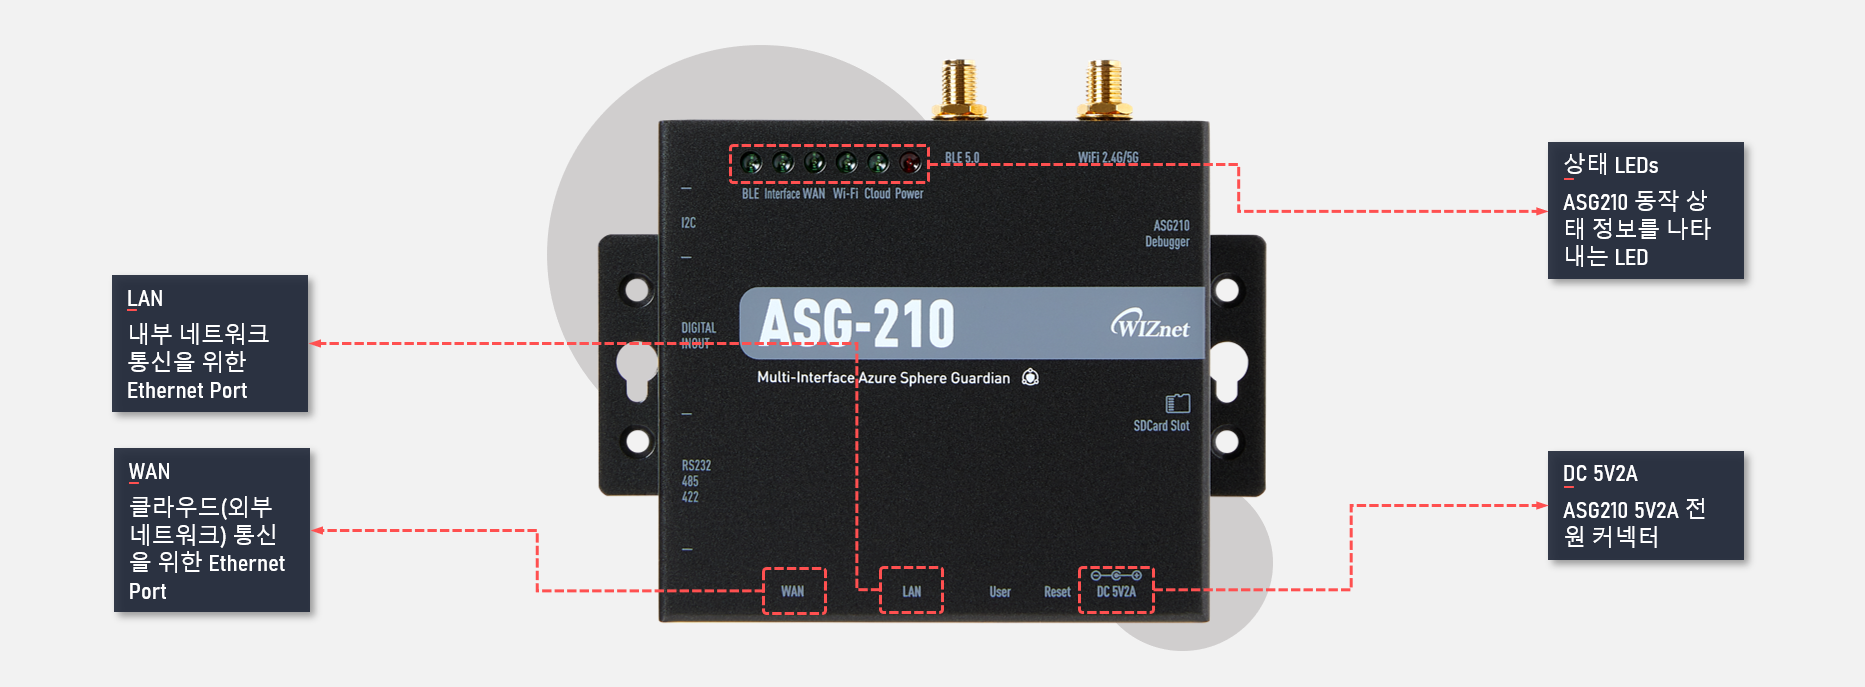 BLE 5.0
WiFi 2.4G/5G
BLE Interface WAN Wi-Fi Cloud Power
I2C
ASG210
Debugger
DIGITAL
INOUT
ASG-210
WIZnet
Multi-Interface Azure Sphere Guardian
SDCard Slot
RS232
485
422
WAN
LAN
User
Reset
DC 5V2A
LAN
내부 네트워크
통신을 위한
Ethernet Port
WAN
클라우드(외부
네트워크) 통신
을 위한 Ethernet
Port
상태 LEDs
ASG210 동작 상
태 정보를 나타
내는 LED
DC 5V2A
ASG210 5V2A 전
원 커넥터